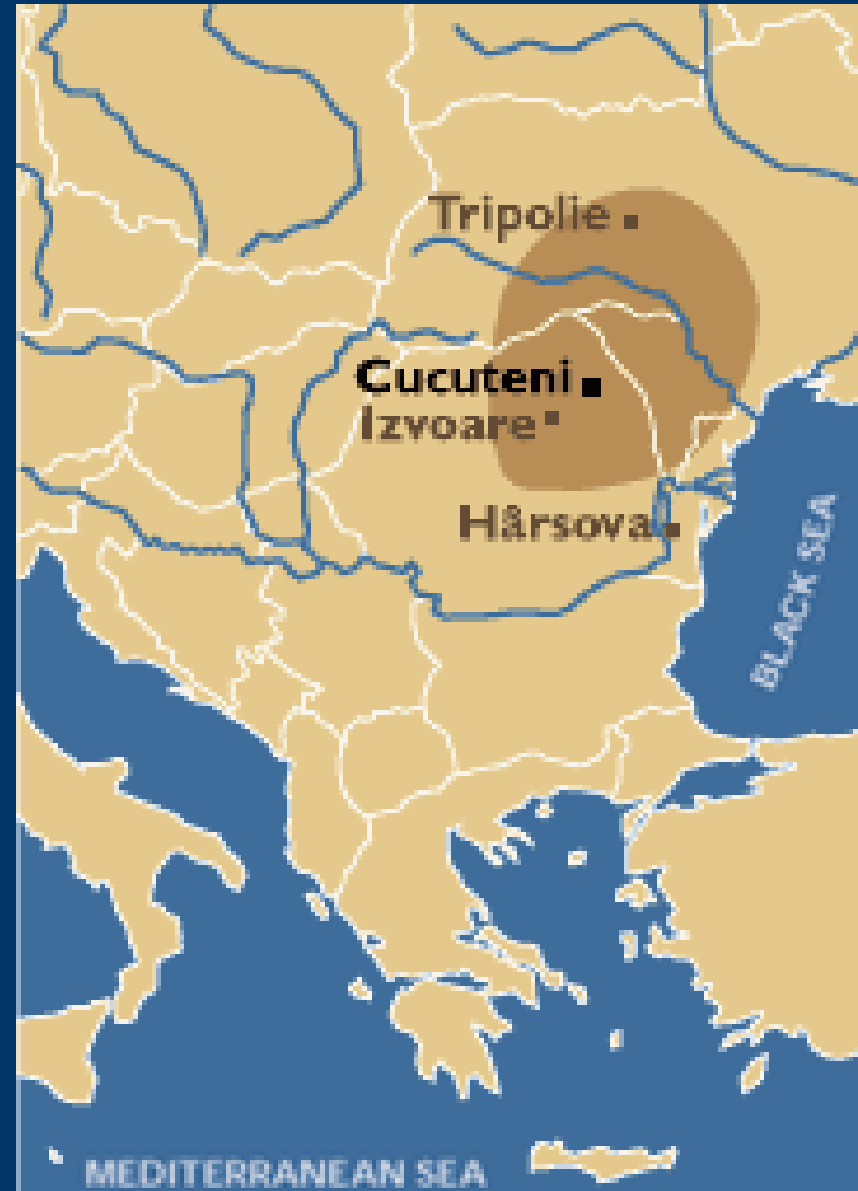 Tripolie
Cucuteni
Izvoare
Hârsova
BLACK SEA
MEDITERRANEAN SEA